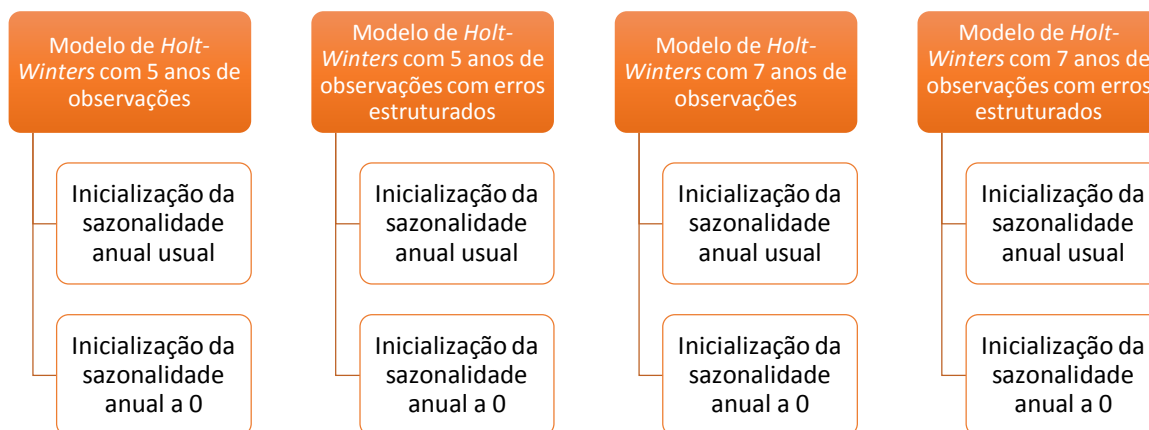 Modelo de Holt-
Winters com 5 anos de
observações
Inicialização da
sazonalidade
anual usual
Inicialização da
sazonalidade
anual a 0
Modelo de Holt-
Winters com 5 anos de
observações com erros
estruturados
Inicialização da
sazonalidade
anual usual
Inicialização da
sazonalidade
anual a 0
Modelo de Holt-
Winters com 7 anos de
observações
Inicialização da
sazonalidade
anual usual
Inicialização da
sazonalidade
anual a 0
Modelo de Holt-
Winters com 7 anos de
observações com erros
estruturados
Inicialização da
sazonalidade
anual usual
Inicialização da
sazonalidade
anual a 0